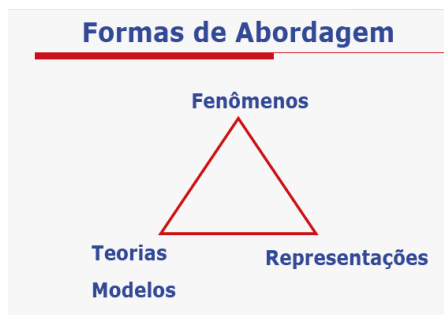 Formas de Abordagem
Fenômenos
Teorias
Representações
Modelos